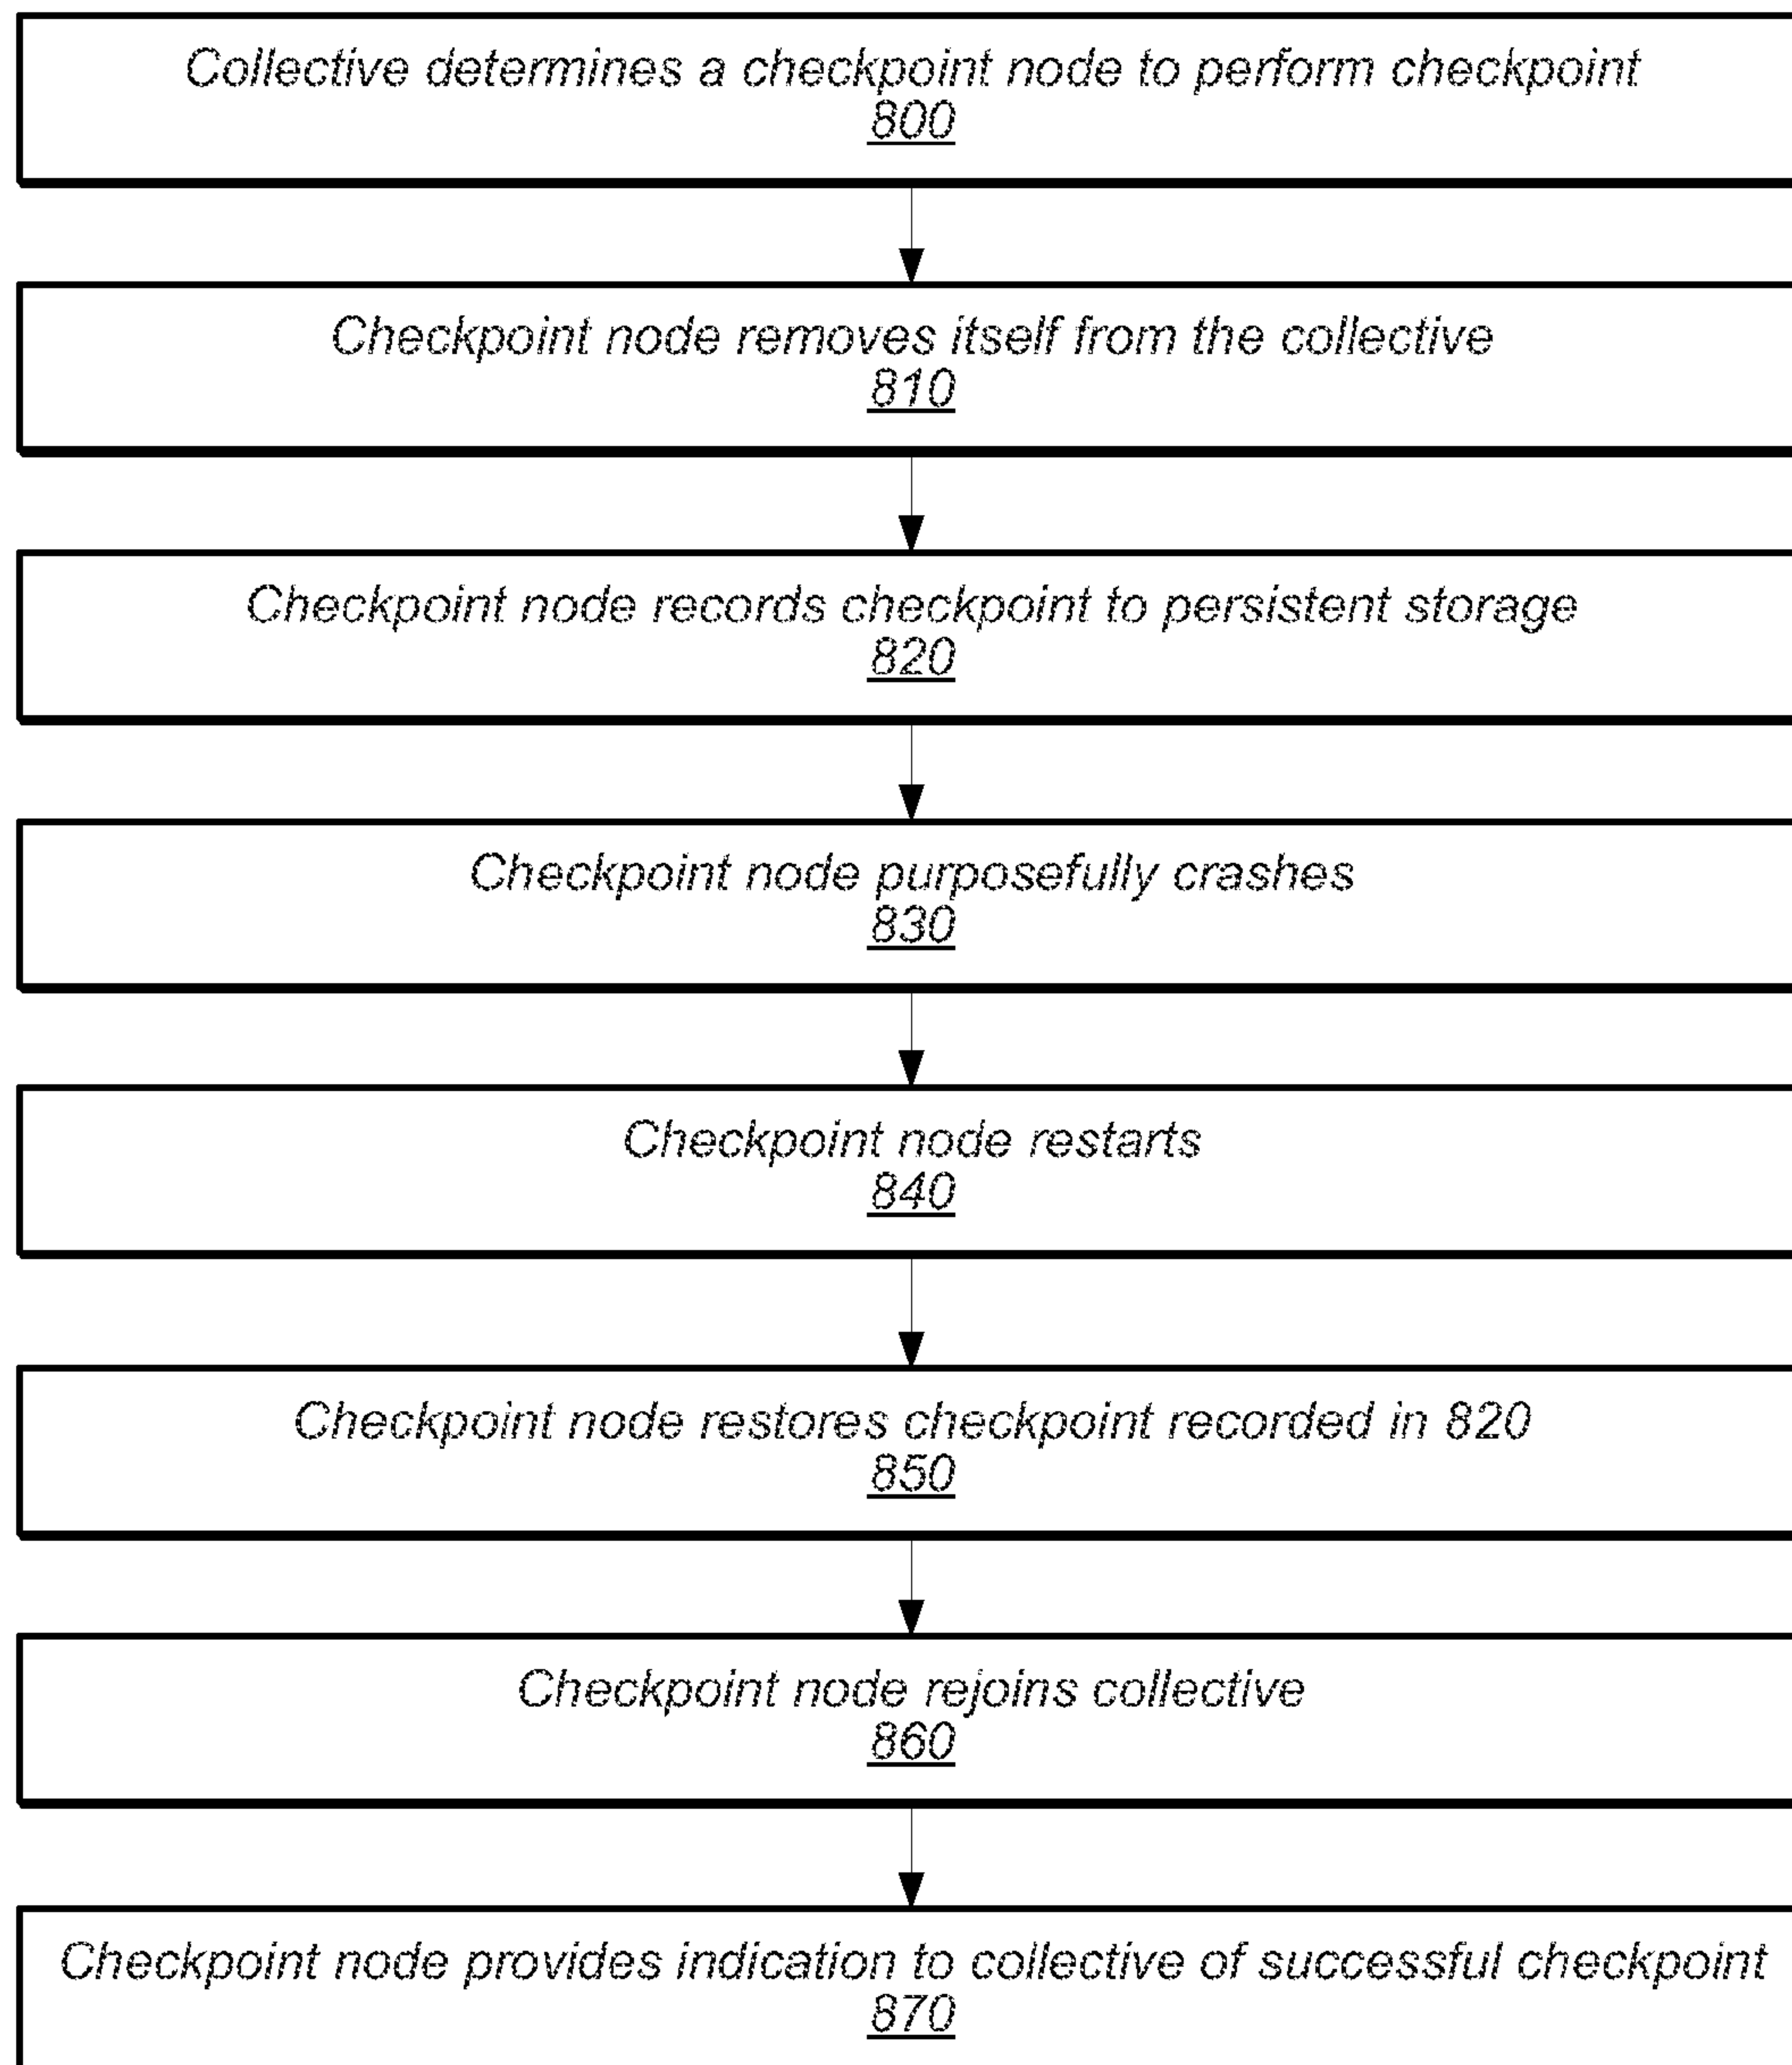 Collective determines a checkpoint node to perform checkpoint
800
Checkpoint node removes itself from the collective
810
Checkpoint node records checkpoint to persistent storage
820
Checkpoint node purposefully crashes
830
Checkpoint node restarts
840
Checkpoint node restores checkpoint recorded in 820
850
Checkpoint node rejoins collective
860
Checkpoint node provides indication to collective of successful checkpoint
870